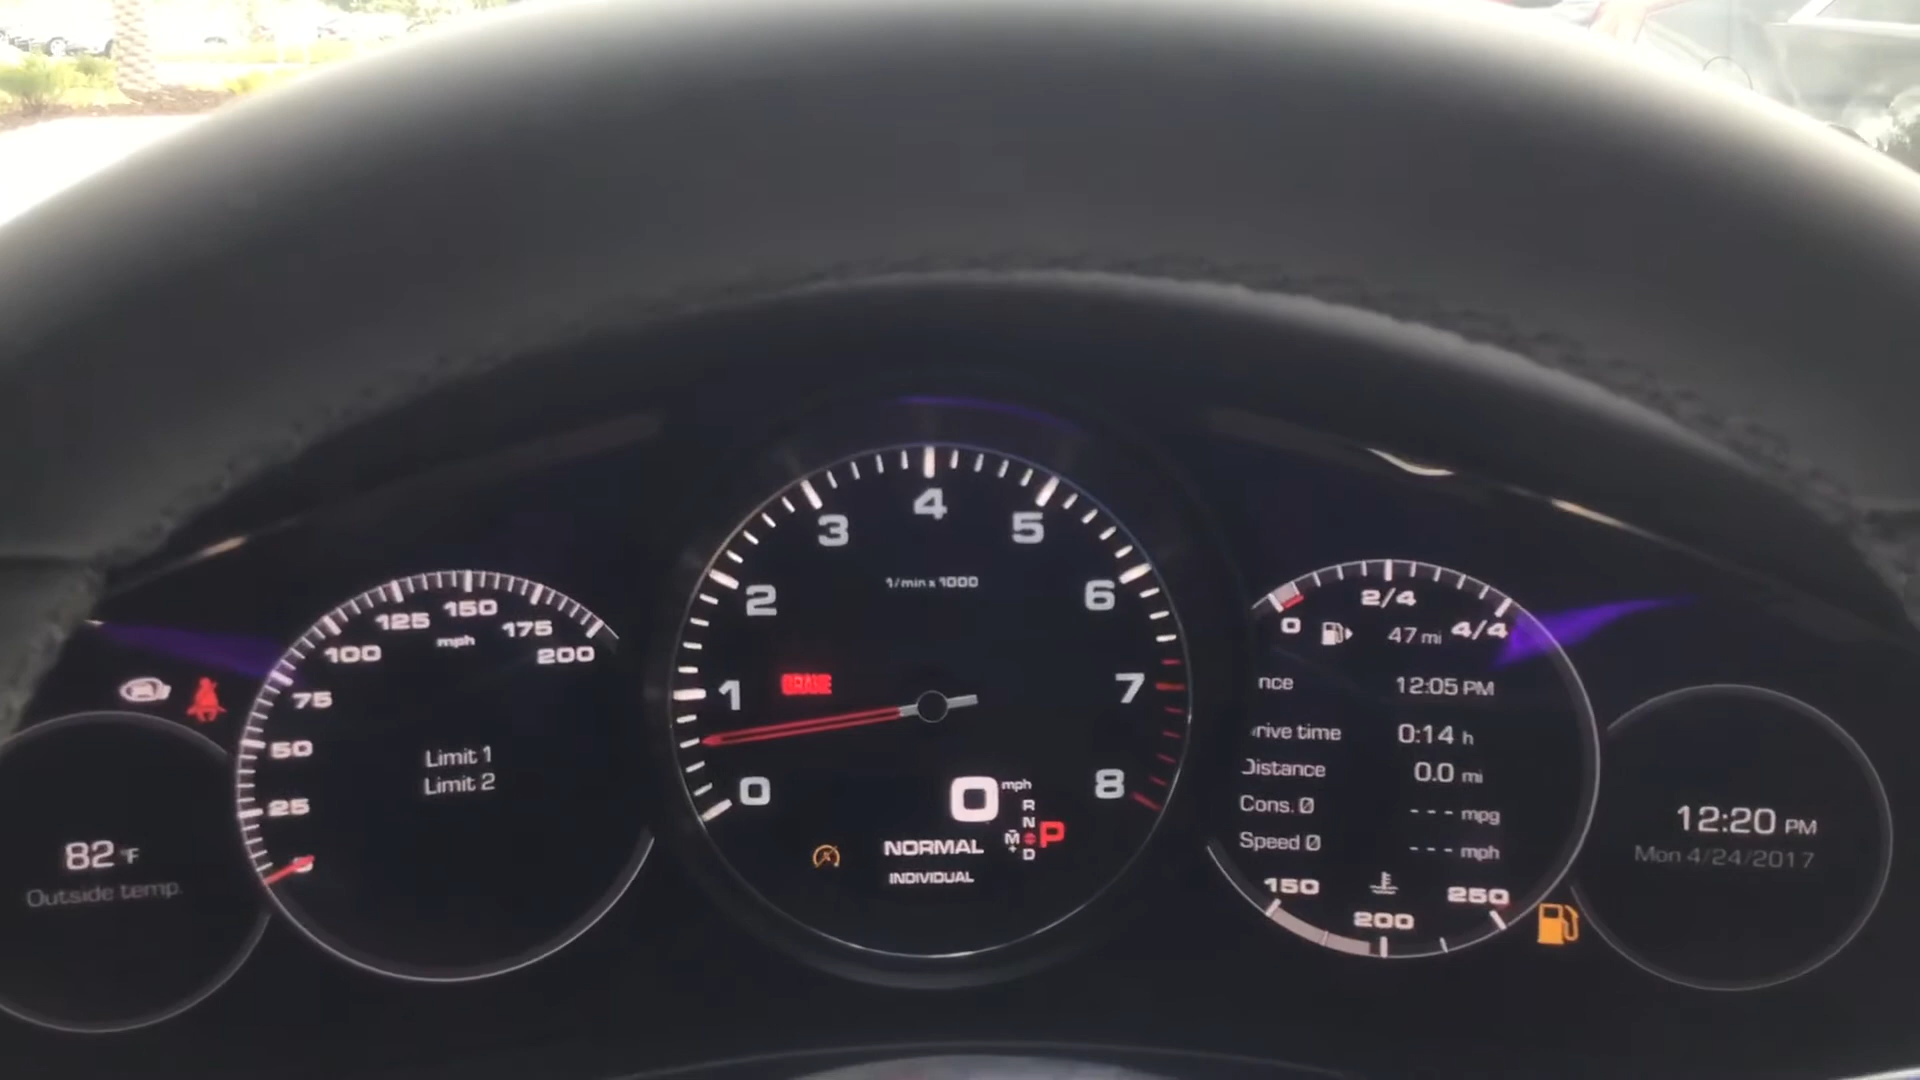 82 °F
Outside temp.
25
50
75
100
125
150
175
200
mph
Limit 1
Limit 2
0
1
2
3
4
5
6
7
8
1/min x 1000
BRAKE
0 mph
R
N
M
D
P
NORMAL
INDIVIDUAL
0
2/4
4/4
47 mi
nce 12:05 PM
rive time 0:14 h
Distance 0.0 mi
Cons. Ø - - - mpg
Speed Ø - - - mph
150
200
250
12:20 PM
Mon 4/24/2017